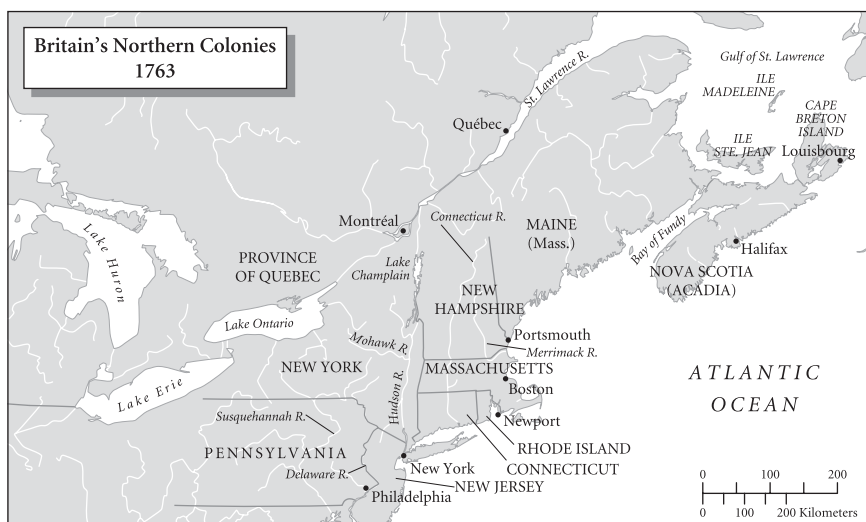 Britain's Northern Colonies
1763
Gulf of St. Lawrence
St. Lawrence R.
ILE
MADELEINE
CAPE
BRETON
ISLAND
Québec
ILE
STE. JEAN
Louisbourg
Montréal
Connecticut R.
MAINE
(Mass.)
Bay of Fundy
Halifax
Lake Huron
PROVINCE
OF QUEBEC
Lake
Champlain
NOVA SCOTIA
(ACADIA)
NEW
HAMPSHIRE
Lake Ontario
Portsmouth
Mohawk R.
Merrimack R.
NEW YORK
MASSACHUSETTS
ATLANTIC
OCEAN
Lake Erie
Boston
Hudson R.
Susquehannah R.
Newport
PENNSYLVANIA
RHODE ISLAND
CONNECTICUT
New York
Delaware R.
NEW JERSEY
Philadelphia
0 100 200
0 100 200 Kilometers